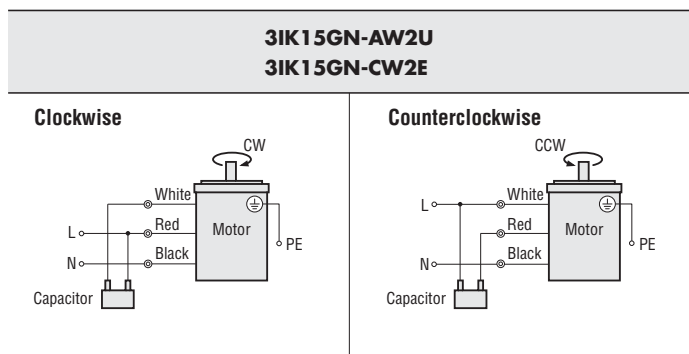 3IK15GN-AW2U
3IK15GN-CW2E
Clockwise
CW
White
L
Red
Motor
PE
N
Black
Capacitor
Counterclockwise
CCW
L
White
Red
Motor
PE
N
Black
Capacitor